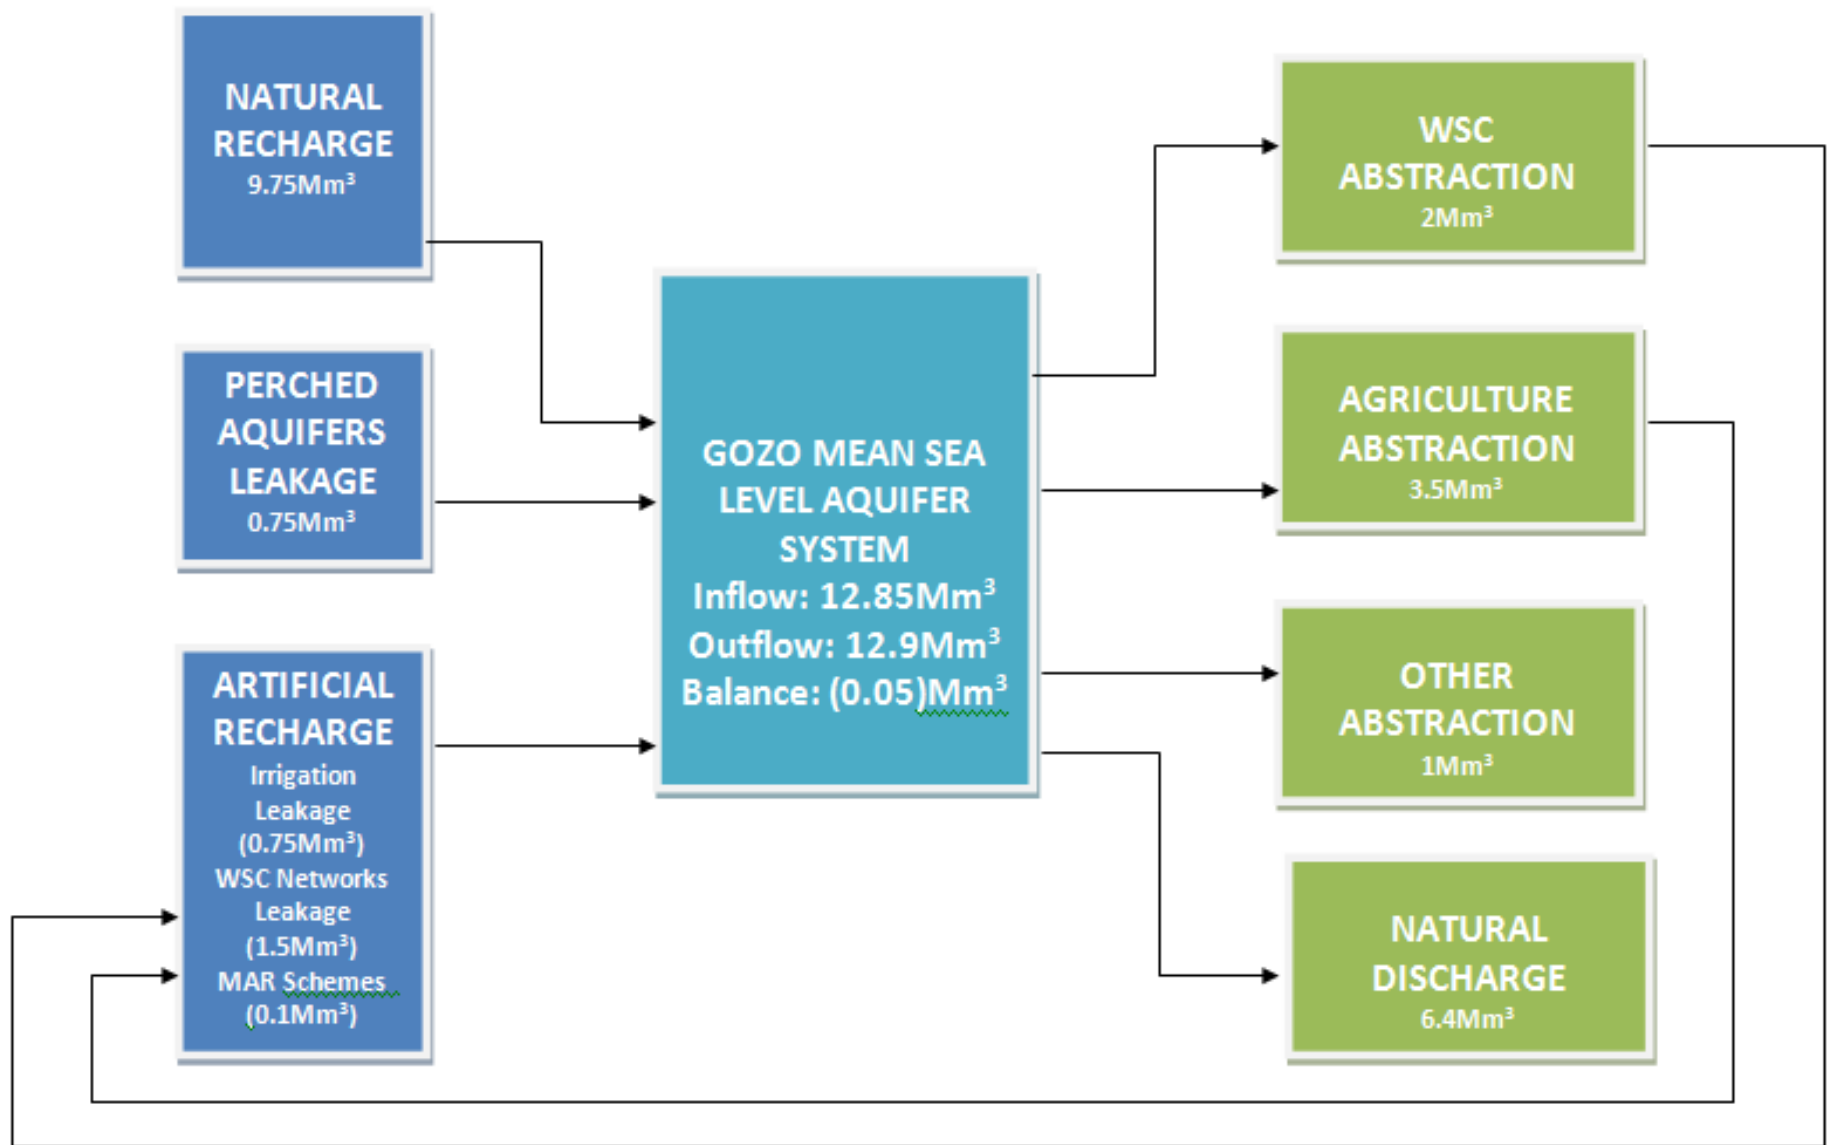 NATURAL
RECHARGE
9.75Mm³
PERCHED
AQUIFERS
LEAKAGE
0.75Mm³
ARTIFICIAL
RECHARGE
Irrigation
Leakage
(0.75Mm³)
WSC Networks
Leakage
(1.5Mm³)
MAR Schemes
(0.1Mm³)
GOZO MEAN SEA
LEVEL AQUIFER
SYSTEM
Inflow: 12.85Mm³
Outflow: 12.9Mm³
Balance: (0.05)Mm³
WSC
ABSTRACTION
2Mm³
AGRICULTURE
ABSTRACTION
3.5Mm³
OTHER
ABSTRACTION
1Mm³
NATURAL
DISCHARGE
6.4Mm³